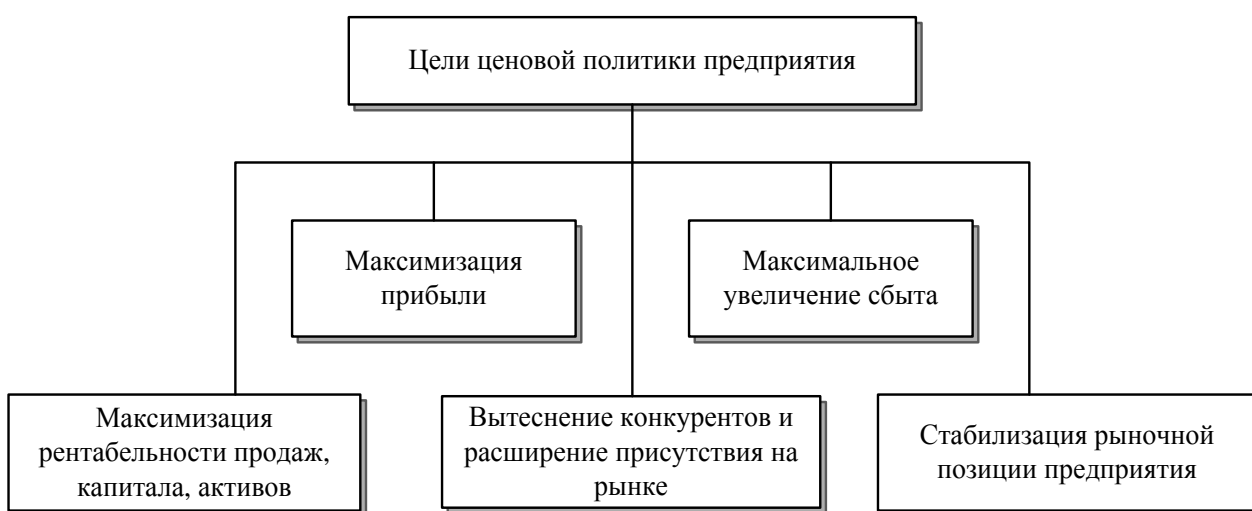 Цели ценовой политики предприятия
Максимизация
прибыли
Максимальное
увеличение сбыта
Максимизация
рентабельности продаж,
капитала, активов
Вытеснение конкурентов и
расширение присутствия на
рынке
Стабилизация рыночной
позиции предприятия